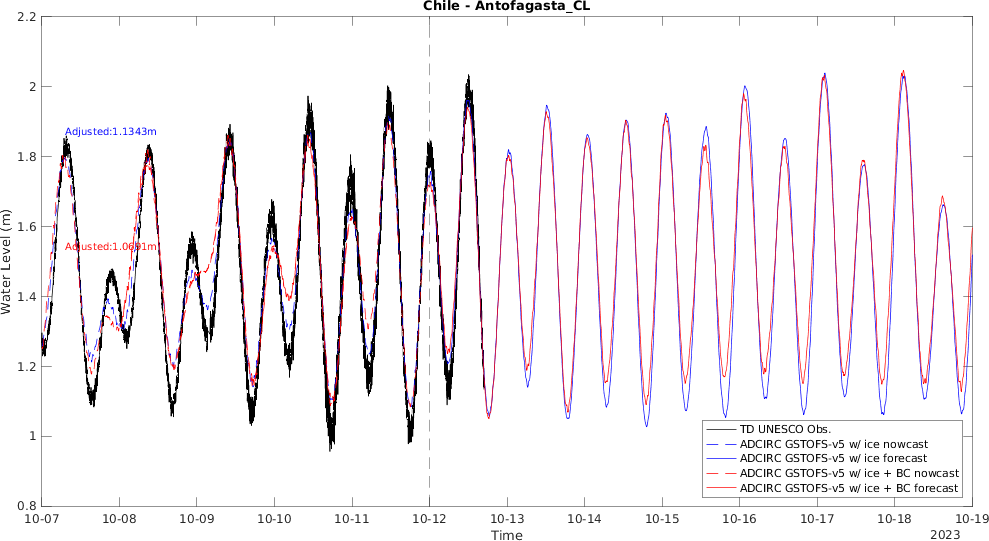 Chile - Antofagasta_CL
2.2
2
1.8
1.6
1.4
1.2
1
0.8
Water Level (m)
Adjusted:1.1343m
Adjusted:1.0691m
TD UNESCO Obs.
ADCIRC GSTOFS-v5 w/ ice nowcast
ADCIRC GSTOFS-v5 w/ ice forecast
ADCIRC GSTOFS-v5 w/ ice + BC nowcast
ADCIRC GSTOFS-v5 w/ ice + BC forecast
10-07 10-08 10-09 10-10 10-11 10-12 10-13 10-14 10-15 10-16 10-17 10-18 10-19
Time
2023